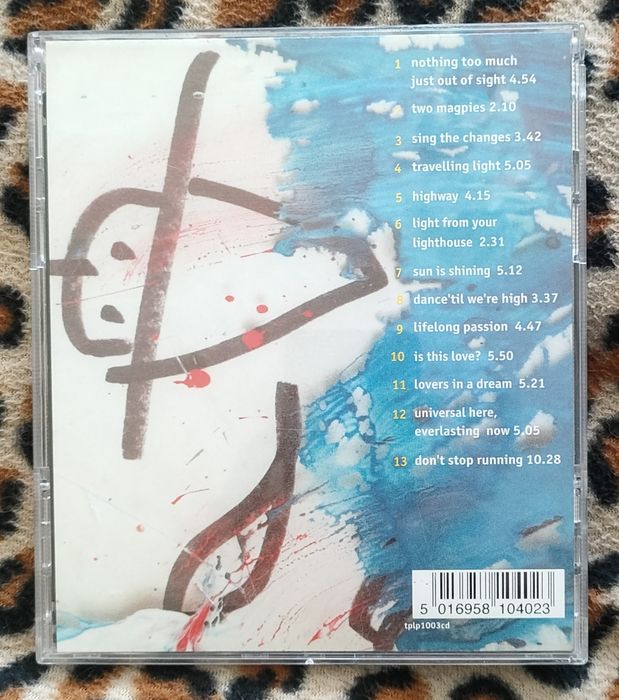 1 nothing too much
just out of sight 4.54
2 two magpies 2.10
3 sing the changes 3.42
4 travelling light 5.05
5 highway 4.15
6 light from your
lighthouse 2.31
7 sun is shining 5.12
8 dance'til we're high 3.37
9 lifelong passion 4.47
10 is this love? 5.50
11 lovers in a dream 5.21
12 universal here,
everlasting now 5.05
13 don't stop running 10.28
5 016958 104023
tplp1003cd